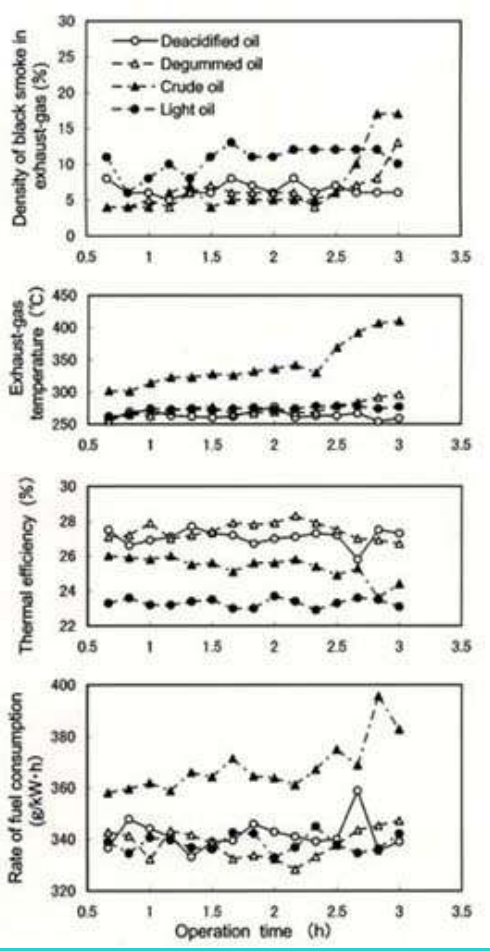 Density of black smoke in
exhaust-gas (%)
30
25
20
15
10
5
0
Deacidified oil
Degummed oil
Crude oil
Light oil
0.5 1 1.5 2 2.5 3 3.5
Exhaust-gas
temperature (℃)
450
400
350
300
250
0.5 1 1.5 2 2.5 3 3.5
Thermal efficiency (%)
30
28
26
24
22
0.5 1 1.5 2 2.5 3 3.5
Rate of fuel consumption
(g/kW·h)
400
380
360
340
320
0.5 1 1.5 2 2.5 3 3.5
Operation time (h)